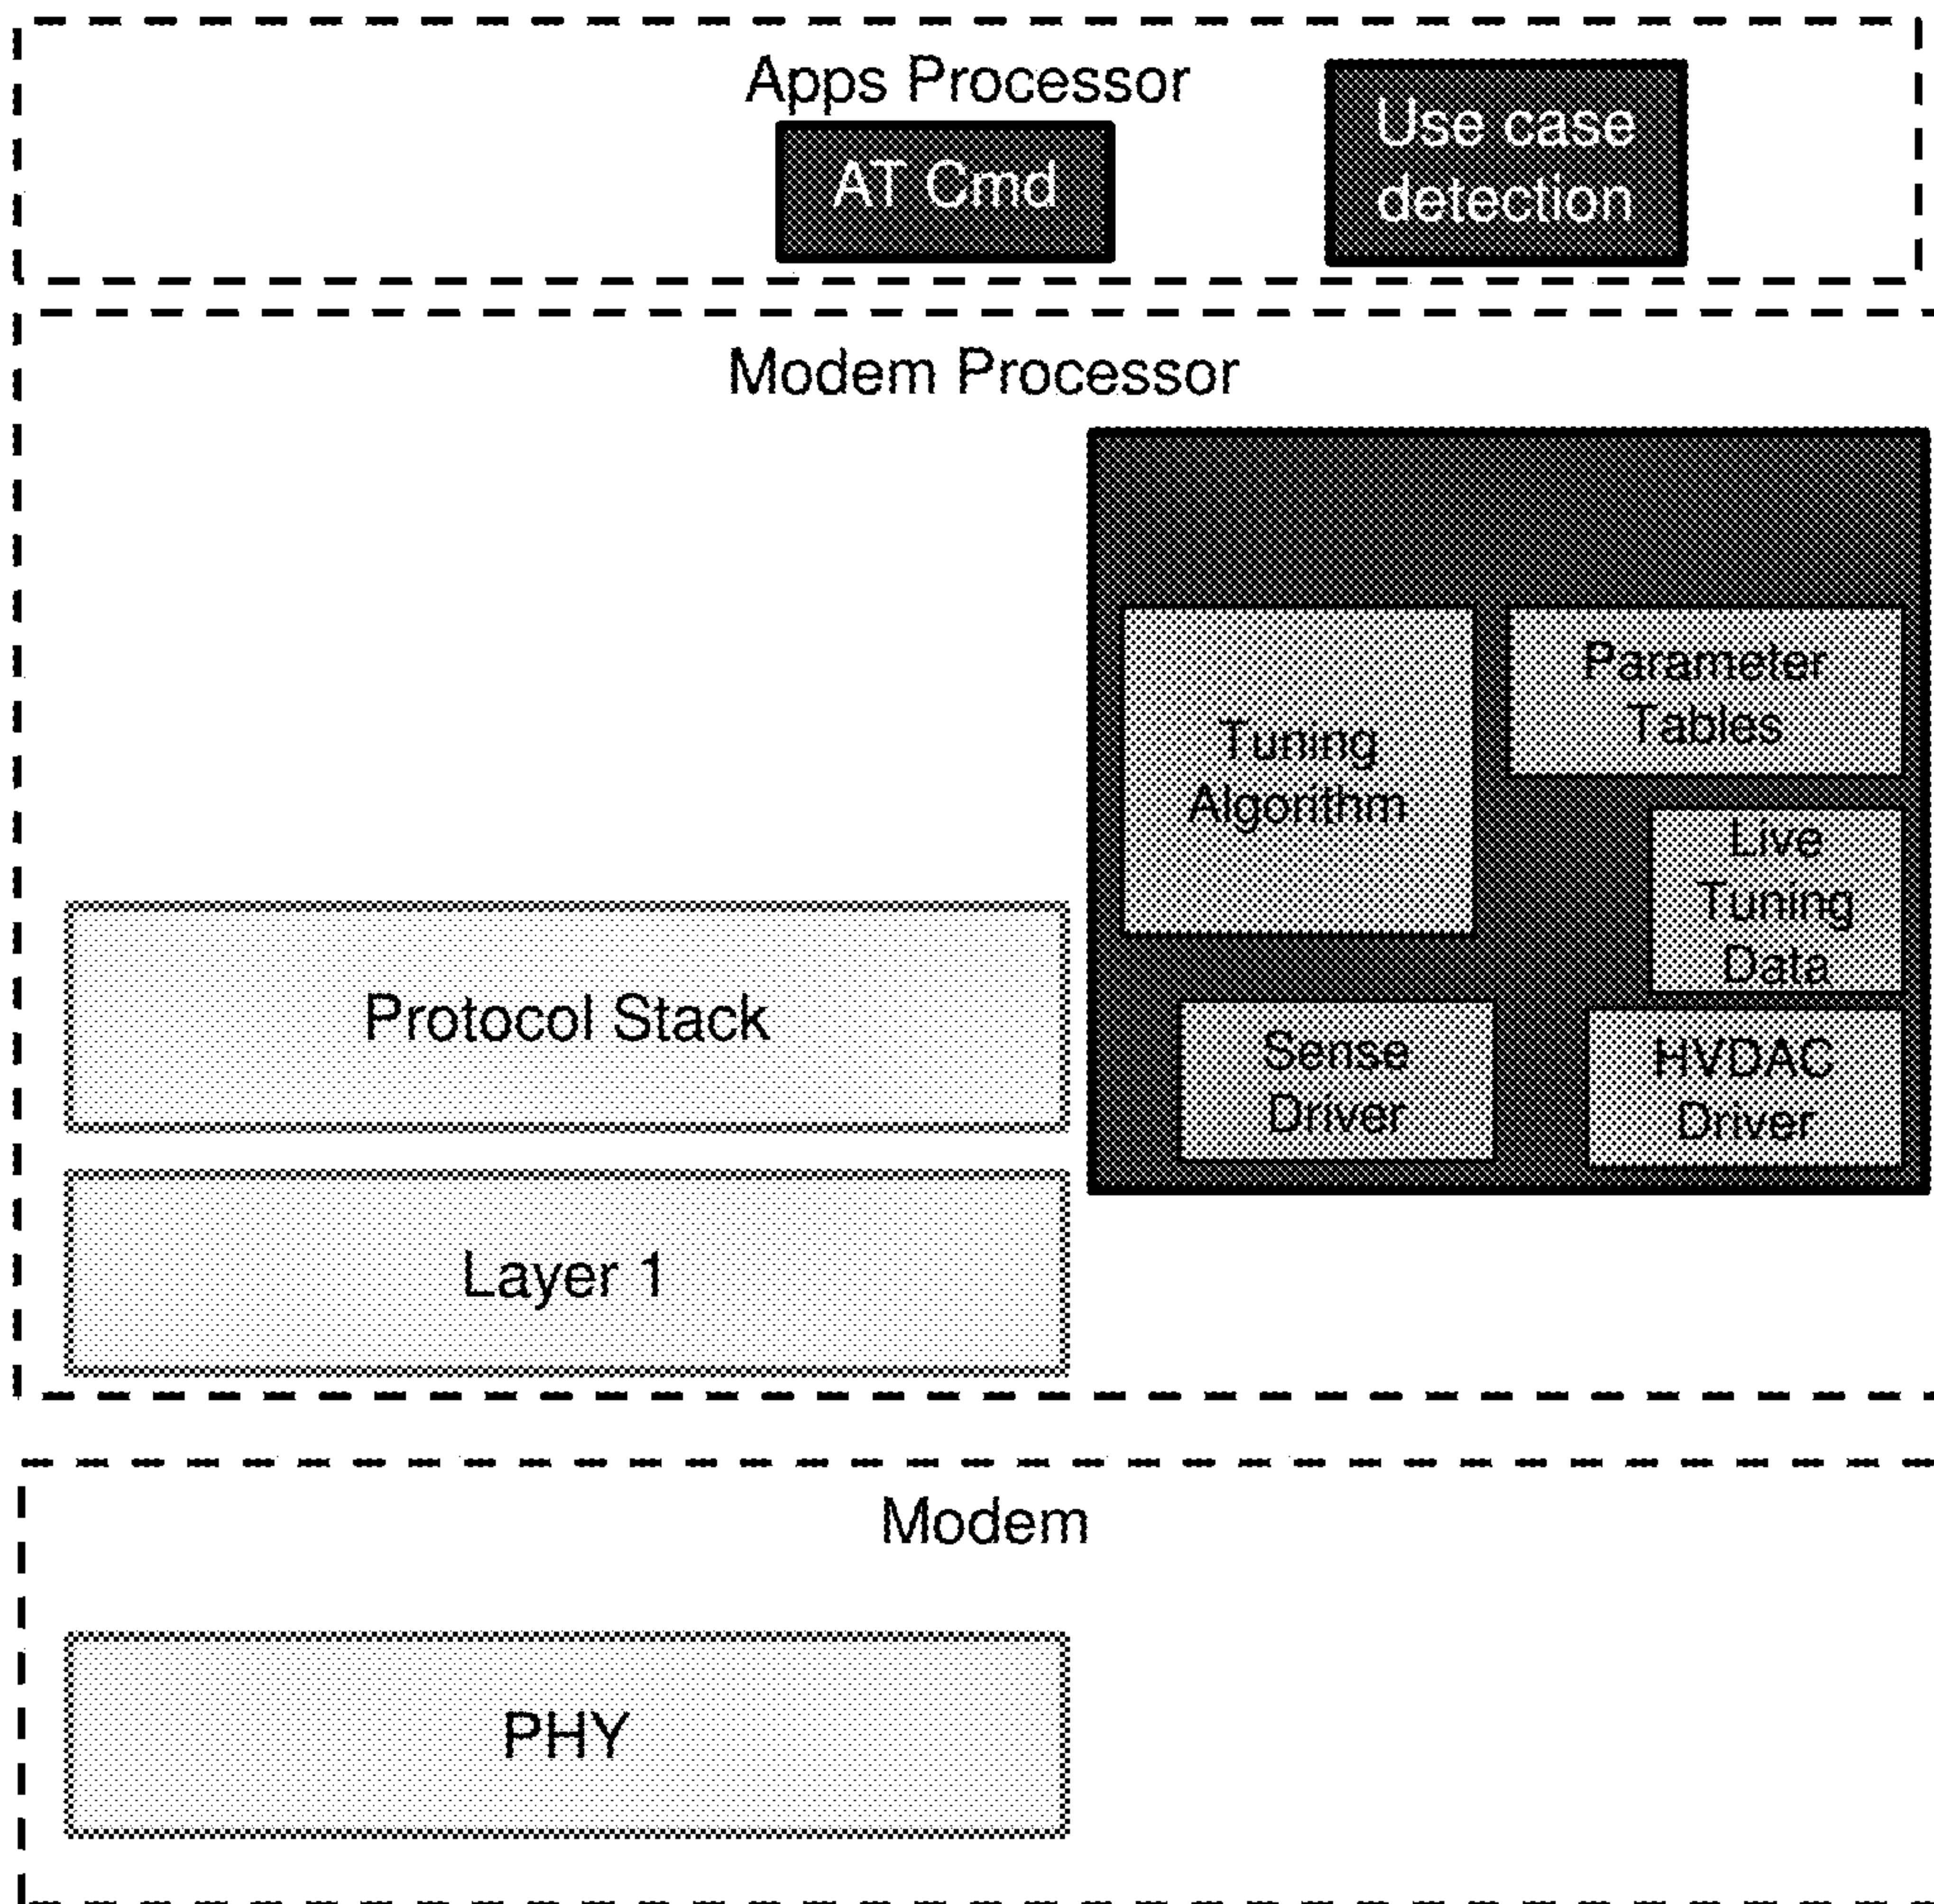 Apps Processor
AT Cmd
Use case
detection
Modem Processor
Tuning
Algorithm
Parameter
Tables
Live
Tuning
Data
Sense
Driver
HVDAC
Driver
Protocol Stack
Layer 1
Modem
PHY